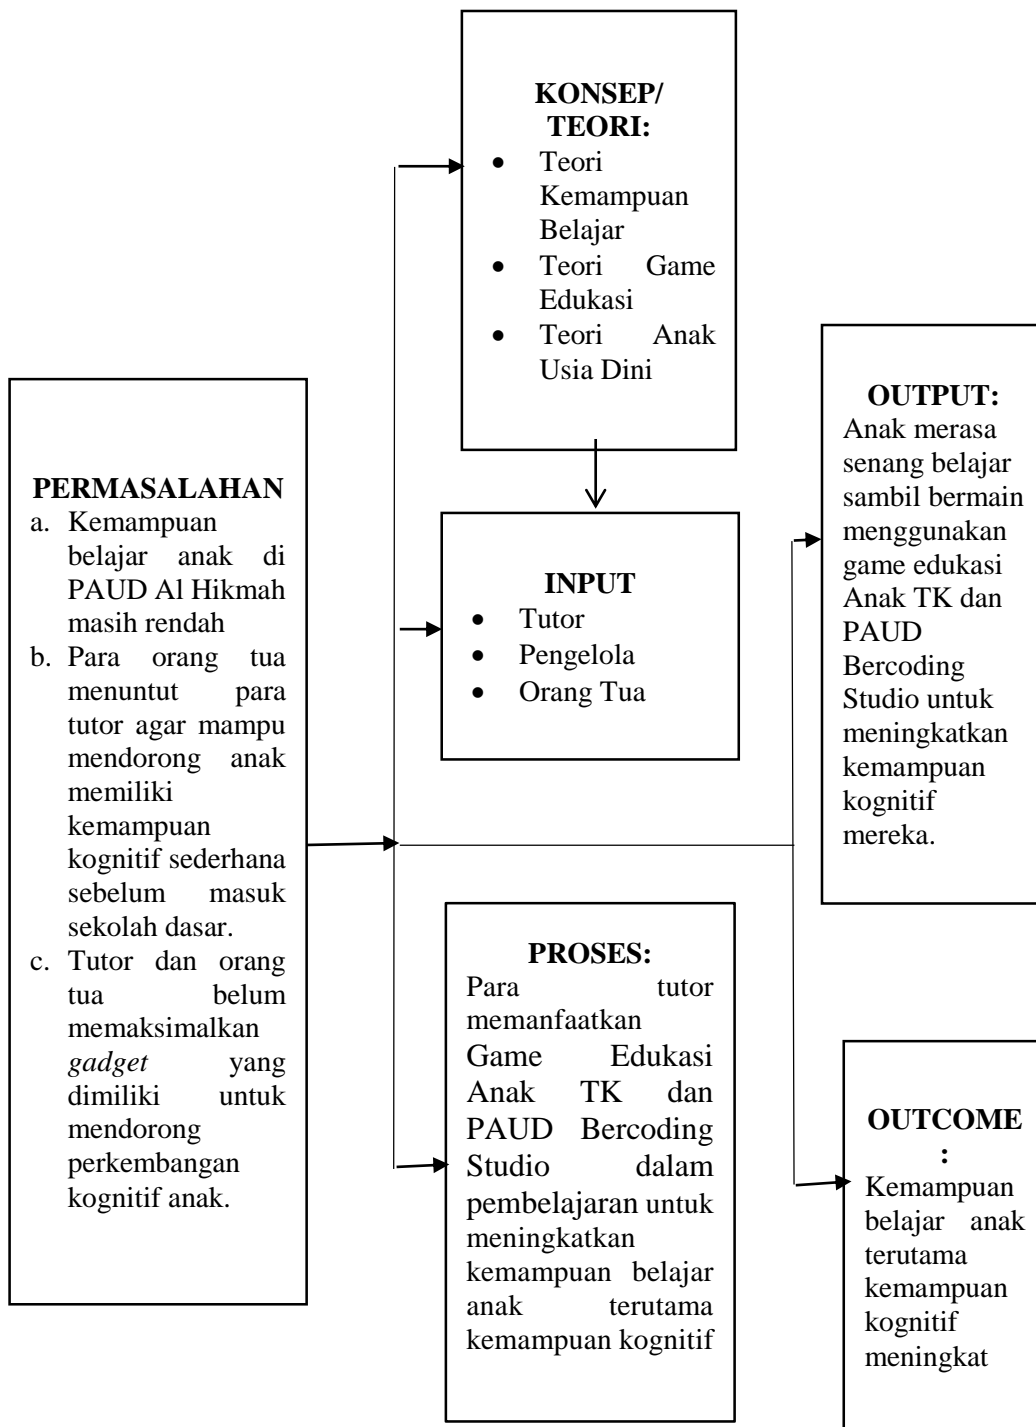 PERMASALAHAN
a. Kemampuan
belajar anak di
PAUD Al Hikmah
masih rendah
b. Para orang tua
menuntut para
tutor agar mampu
mendorong anak
memiliki
kemampuan
kognitif sederhana
sebelum masuk
sekolah dasar.
c. Tutor dan orang
tua belum
memaksimalkan
gadget yang
dimiliki untuk
mendorong
perkembangan
kognitif anak.
KONSEP/
TEORI:
• Teori
Kemampuan
Belajar
• Teori Game
Edukasi
• Teori Anak
Usia Dini
INPUT
• Tutor
• Pengelola
• Orang Tua
PROSES:
Para tutor
memanfaatkan
Game Edukasi
Anak TK dan
PAUD Bercoding
Studio dalam
pembelajaran untuk
meningkatkan
kemampuan belajar
anak terutama
kemampuan kognitif
OUTPUT:
Anak merasa
senang belajar
sambil bermain
menggunakan
game edukasi
Anak TK dan
PAUD
Bercoding
Studio untuk
meningkatkan
kemampuan
kognitif
mereka.
OUTCOME
:
Kemampuan
belajar anak
terutama
kemampuan
kognitif
meningkat